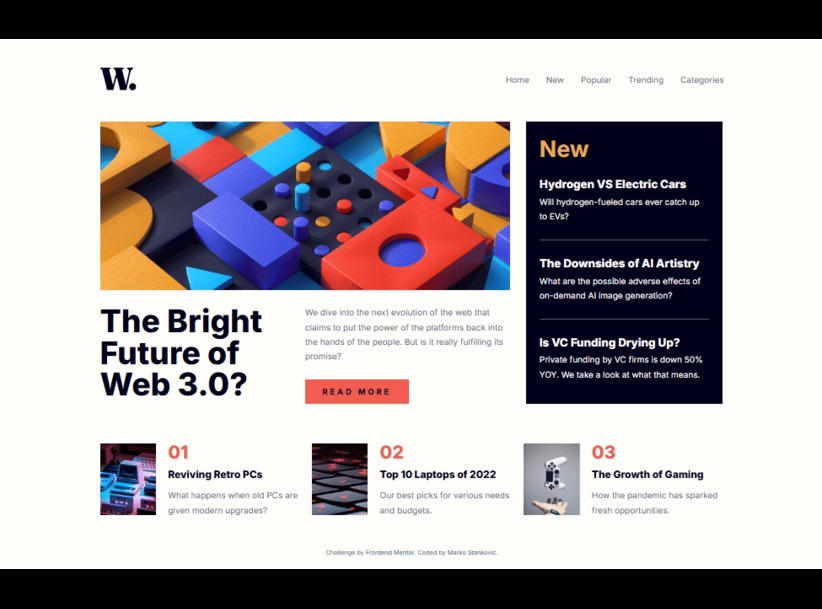 W.
Home New Popular Trending Categories
The Bright
Future of
Web 3.0?
We dive into the next evolution of the web that
claims to put the power of the platforms back into
the hands of the people. But is it really fulfilling its
promise?
READ MORE
New
Hydrogen VS Electric Cars
Will hydrogen-fueled cars ever catch up
to EVs?
The Downsides of AI Artistry
What are the possible adverse effects of
on-demand AI image generation?
Is VC Funding Drying Up?
Private funding by VC firms is down 50%
YOY. We take a look at what that means.
01
Reviving Retro PCs
What happens when old PCs are
given modern upgrades?
02
Top 10 Laptops of 2022
Our best picks for various needs
and budgets.
03
The Growth of Gaming
How the pandemic has sparked
fresh opportunities.
Challenge by Frontend Mentor. Coded by Marko Stankovic.